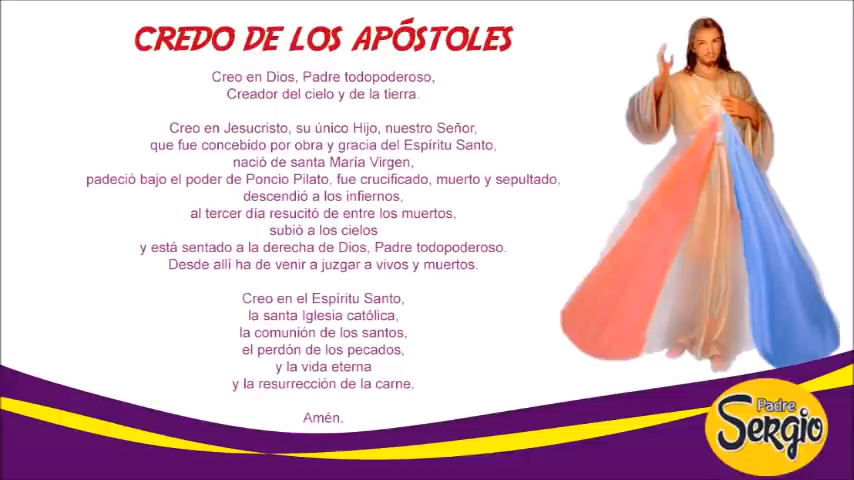 CREDO DE LOS APÓSTOLES
Creo en Dios, Padre todopoderoso,
Creador del cielo y de la tierra.
Creo en Jesucristo, su único Hijo, nuestro Señor,
que fue concebido por obra y gracia del Espíritu Santo,
nació de santa María Virgen,
padeció bajo el poder de Poncio Pilato, fue crucificado, muerto y sepultado,
descendió a los infiernos,
al tercer día resucitó de entre los muertos,
subió a los cielos
y está sentado a la derecha de Dios, Padre todopoderoso.
Desde allí ha de venir a juzgar a vivos y muertos.
Creo en el Espíritu Santo,
la santa Iglesia católica,
la comunión de los santos,
el perdón de los pecados,
y la vida eterna
y la resurrección de la carne.
Amén.
Padre
Sergio